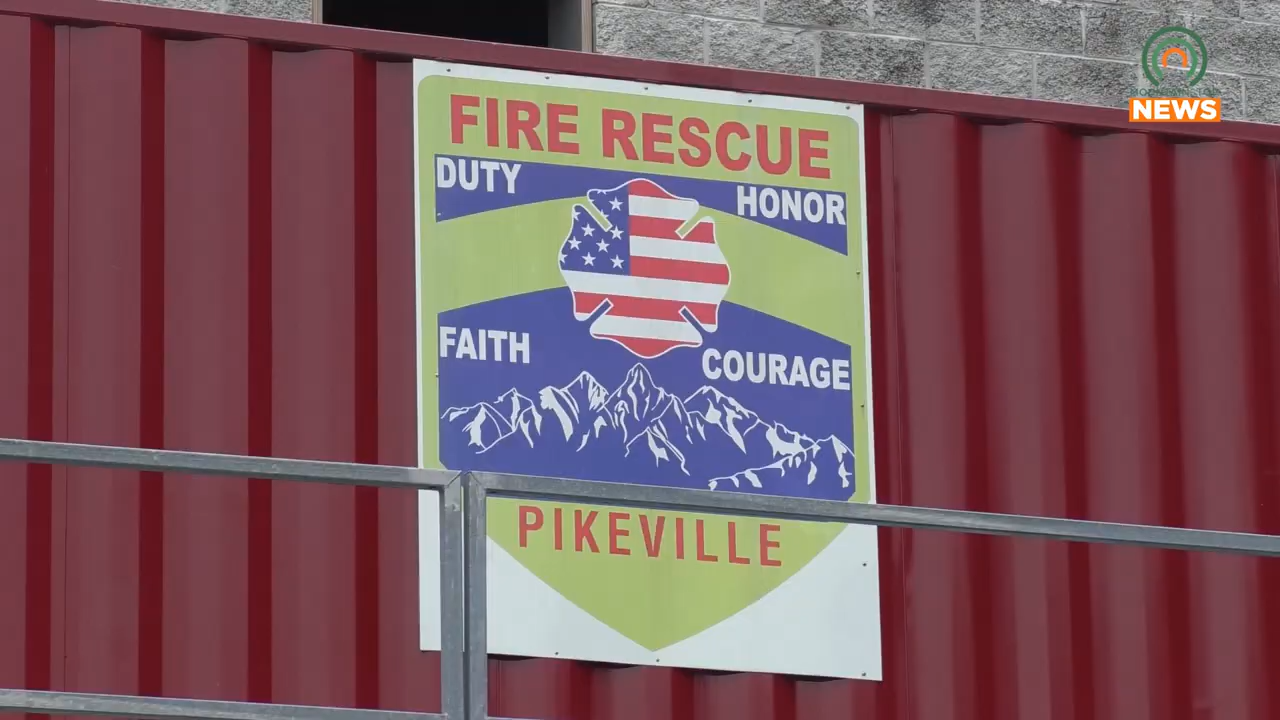 FIRE RESCUE
DUTY
HONOR
FAITH
COURAGE
PIKEVILLE
NEWS